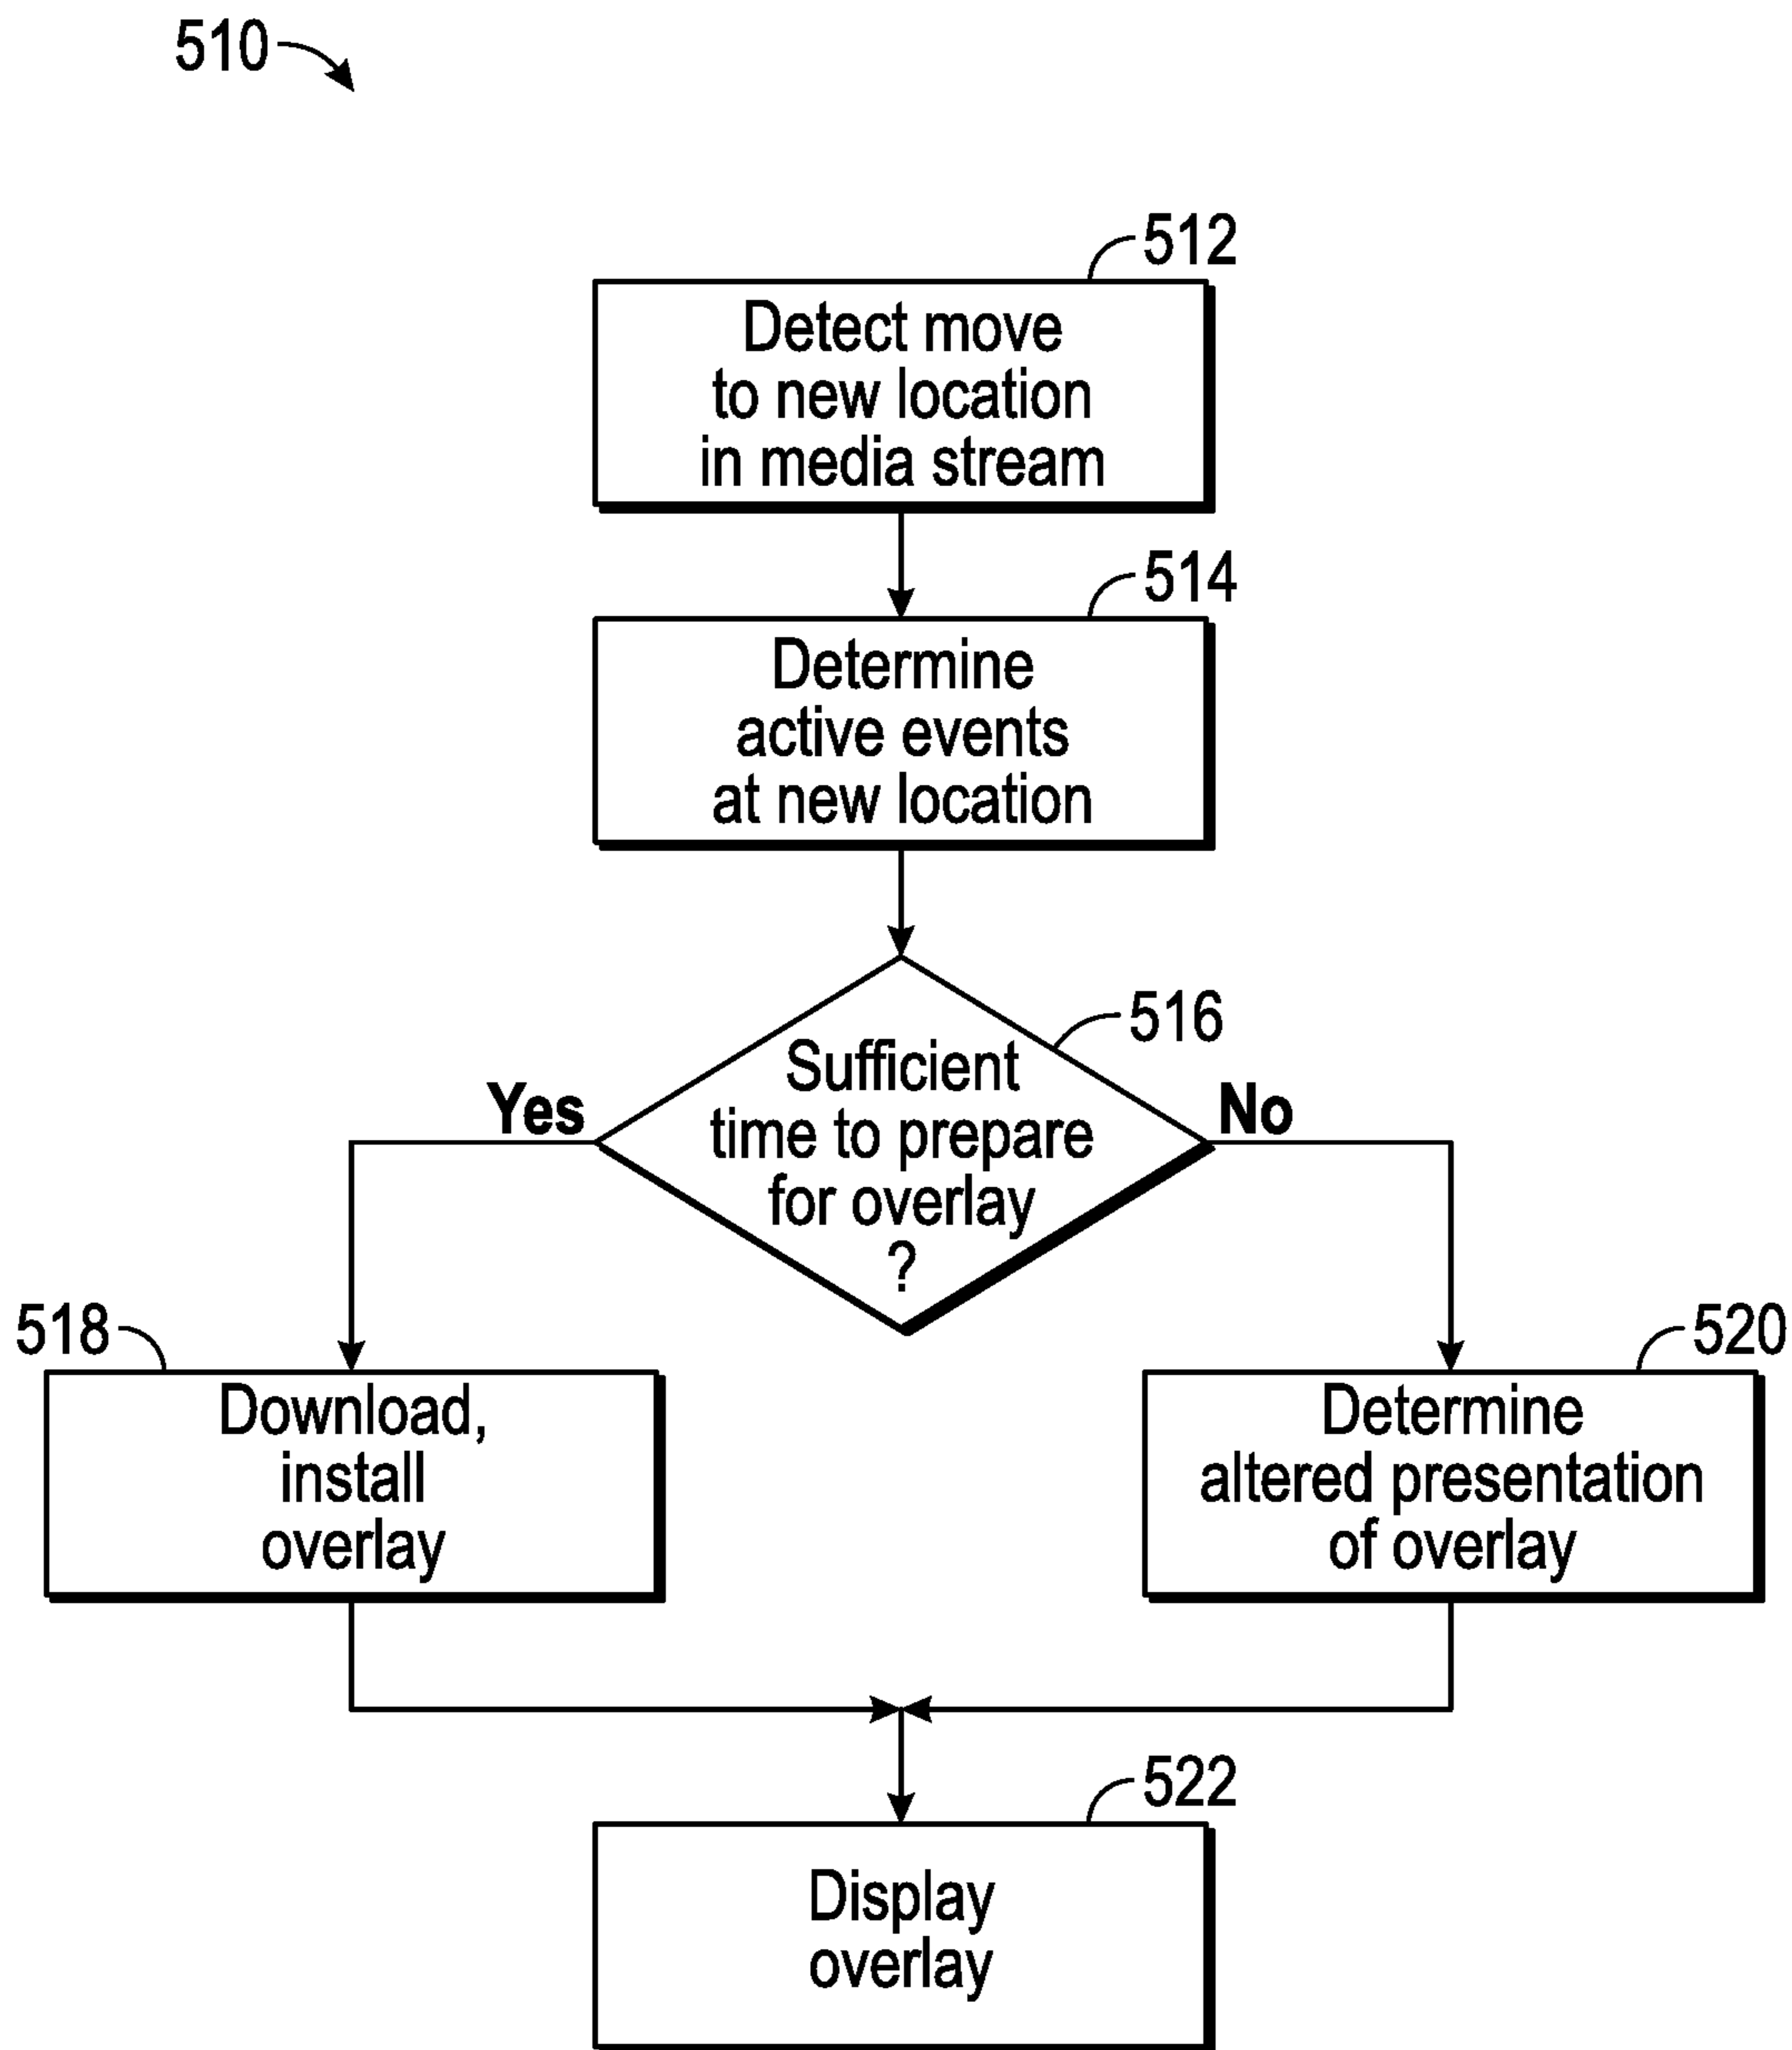 510
512
Detect move
to new location
in media stream
514
Determine
active events
at new location
516
Sufficient
time to prepare
for overlay
?
Yes
No
518
Download,
install
overlay
520
Determine
altered presentation
of overlay
522
Display
overlay